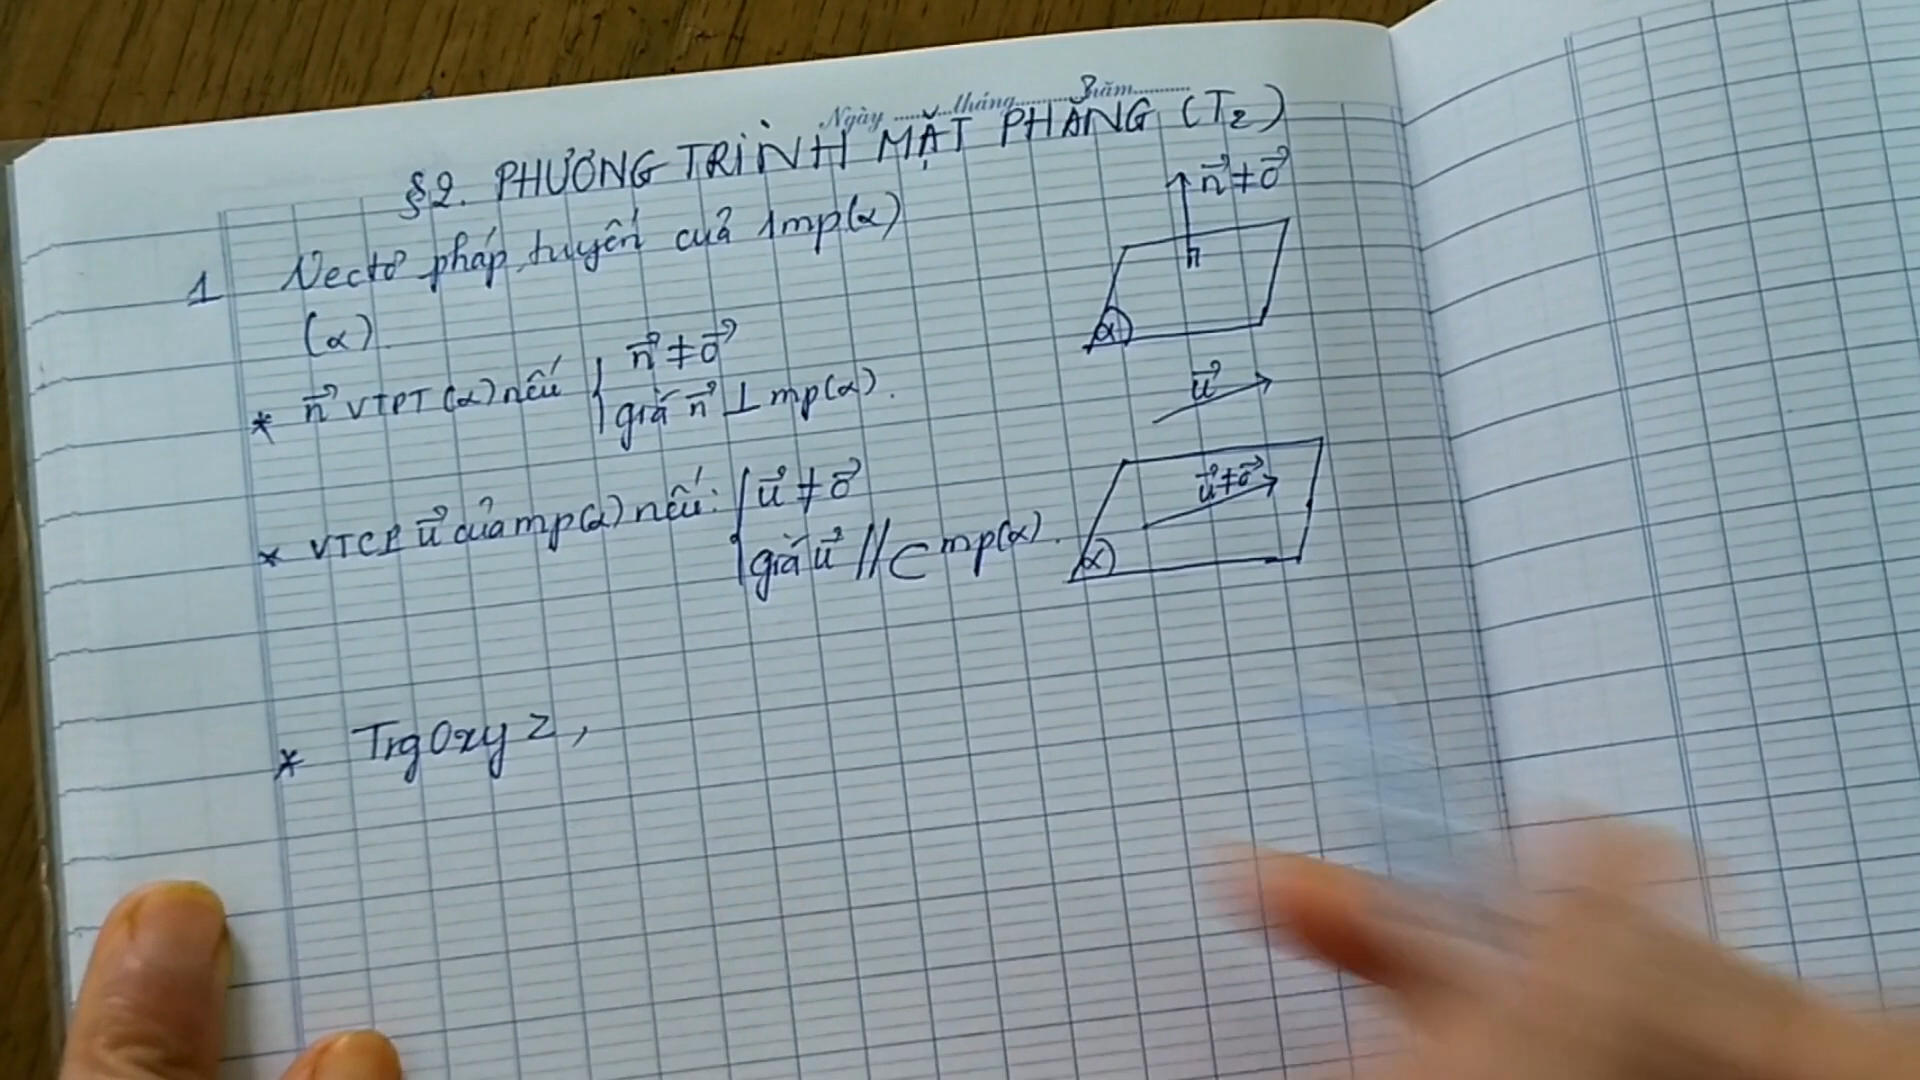 Ngày ........ tháng ........ năm ........
§2. PHƯƠNG TRÌNH MẶT PHẲNG (T2)
1 Vectơ pháp tuyến của 1mp(α)
(α).
n⃗ ≠ 0⃗
(α)
* n⃗ VTPT (α) nếu { n⃗ ≠ 0⃗
giá n⃗ ⊥ mp(α).
u⃗
* VTCP u⃗ của mp(α) nếu: { u⃗ ≠ 0⃗
giá u⃗ // ⊂ mp(α).
u⃗ ≠ 0⃗
(α)
* Trg Oxyz,